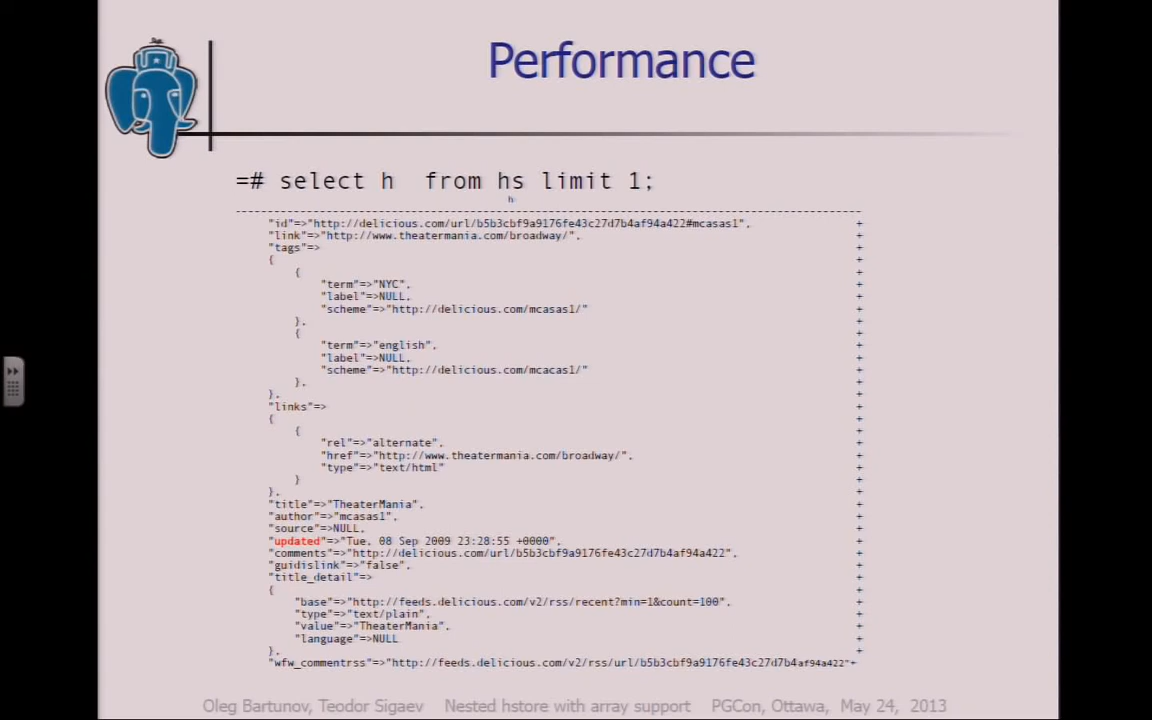 Performance
=# select h from hs limit 1;
h
"id"=>"http://delicious.com/url/b5b3cbf9a9176fe43c27d7b4af94a422#mcasas1", +
"link"=>"http://www.theatermania.com/broadway/", +
"tags"=> +
{ +
{ +
"term"=>"NYC", +
"label"=>NULL, +
"scheme"=>"http://delicious.com/mcasas1/" +
}, +
{ +
"term"=>"english", +
"label"=>NULL, +
"scheme"=>"http://delicious.com/mcacas1/" +
}, +
}, +
"links"=> +
{ +
{ +
"rel"=>"alternate", +
"href"=>"http://www.theatermania.com/broadway/", +
"type"=>"text/html" +
} +
}, +
"title"=>"TheaterMania", +
"author"=>"mcasas1", +
"source"=>NULL, +
"updated"=>"Tue, 08 Sep 2009 23:28:55 +0000", +
"comments"=>"http://delicious.com/url/b5b3cbf9a9176fe43c27d7b4af94a422", +
"guidislink"=>"false", +
"title_detail"=> +
{ +
"base"=>"http://feeds.delicious.com/v2/rss/recent?min=1&count=100", +
"type"=>"text/plain", +
"value"=>"TheaterMania", +
"language"=>NULL +
}, +
"wfw_commentrss"=>"http://feeds.delicious.com/v2/rss/url/b5b3cbf9a9176fe43c27d7b4af94a422"+
Oleg Bartunov, Teodor Sigaev Nested hstore with array support PGCon, Ottawa, May 24, 2013